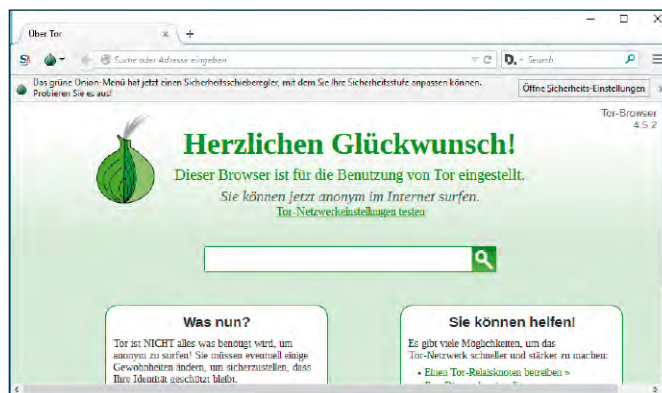 Über Tor
Suche oder Adresse eingeben
Search
Das grüne Onion-Menü hat jetzt einen Sicherheitsschieberegler, mit dem Sie Ihre Sicherheitsstufe anpassen können.
Probieren Sie es aus!
Öffne Sicherheits-Einstellungen
Tor-Browser
4.5.2
Herzlichen Glückwunsch!
Dieser Browser ist für die Benutzung von Tor eingestellt.
Sie können jetzt anonym im Internet surfen.
Tor-Netzwerkeinstellungen testen
Was nun?
Tor ist NICHT alles was benötigt wird, um
anonym zu surfen! Sie müssen eventuell einige
Gewohnheiten ändern, um sicherzustellen, dass
Ihre Identität geschützt bleibt.
Sie können helfen!
Es gibt viele Möglichkeiten, um das
Tor-Netzwerk schneller und stärker zu machen:
• Einen Tor-Relaisknoten betreiben »